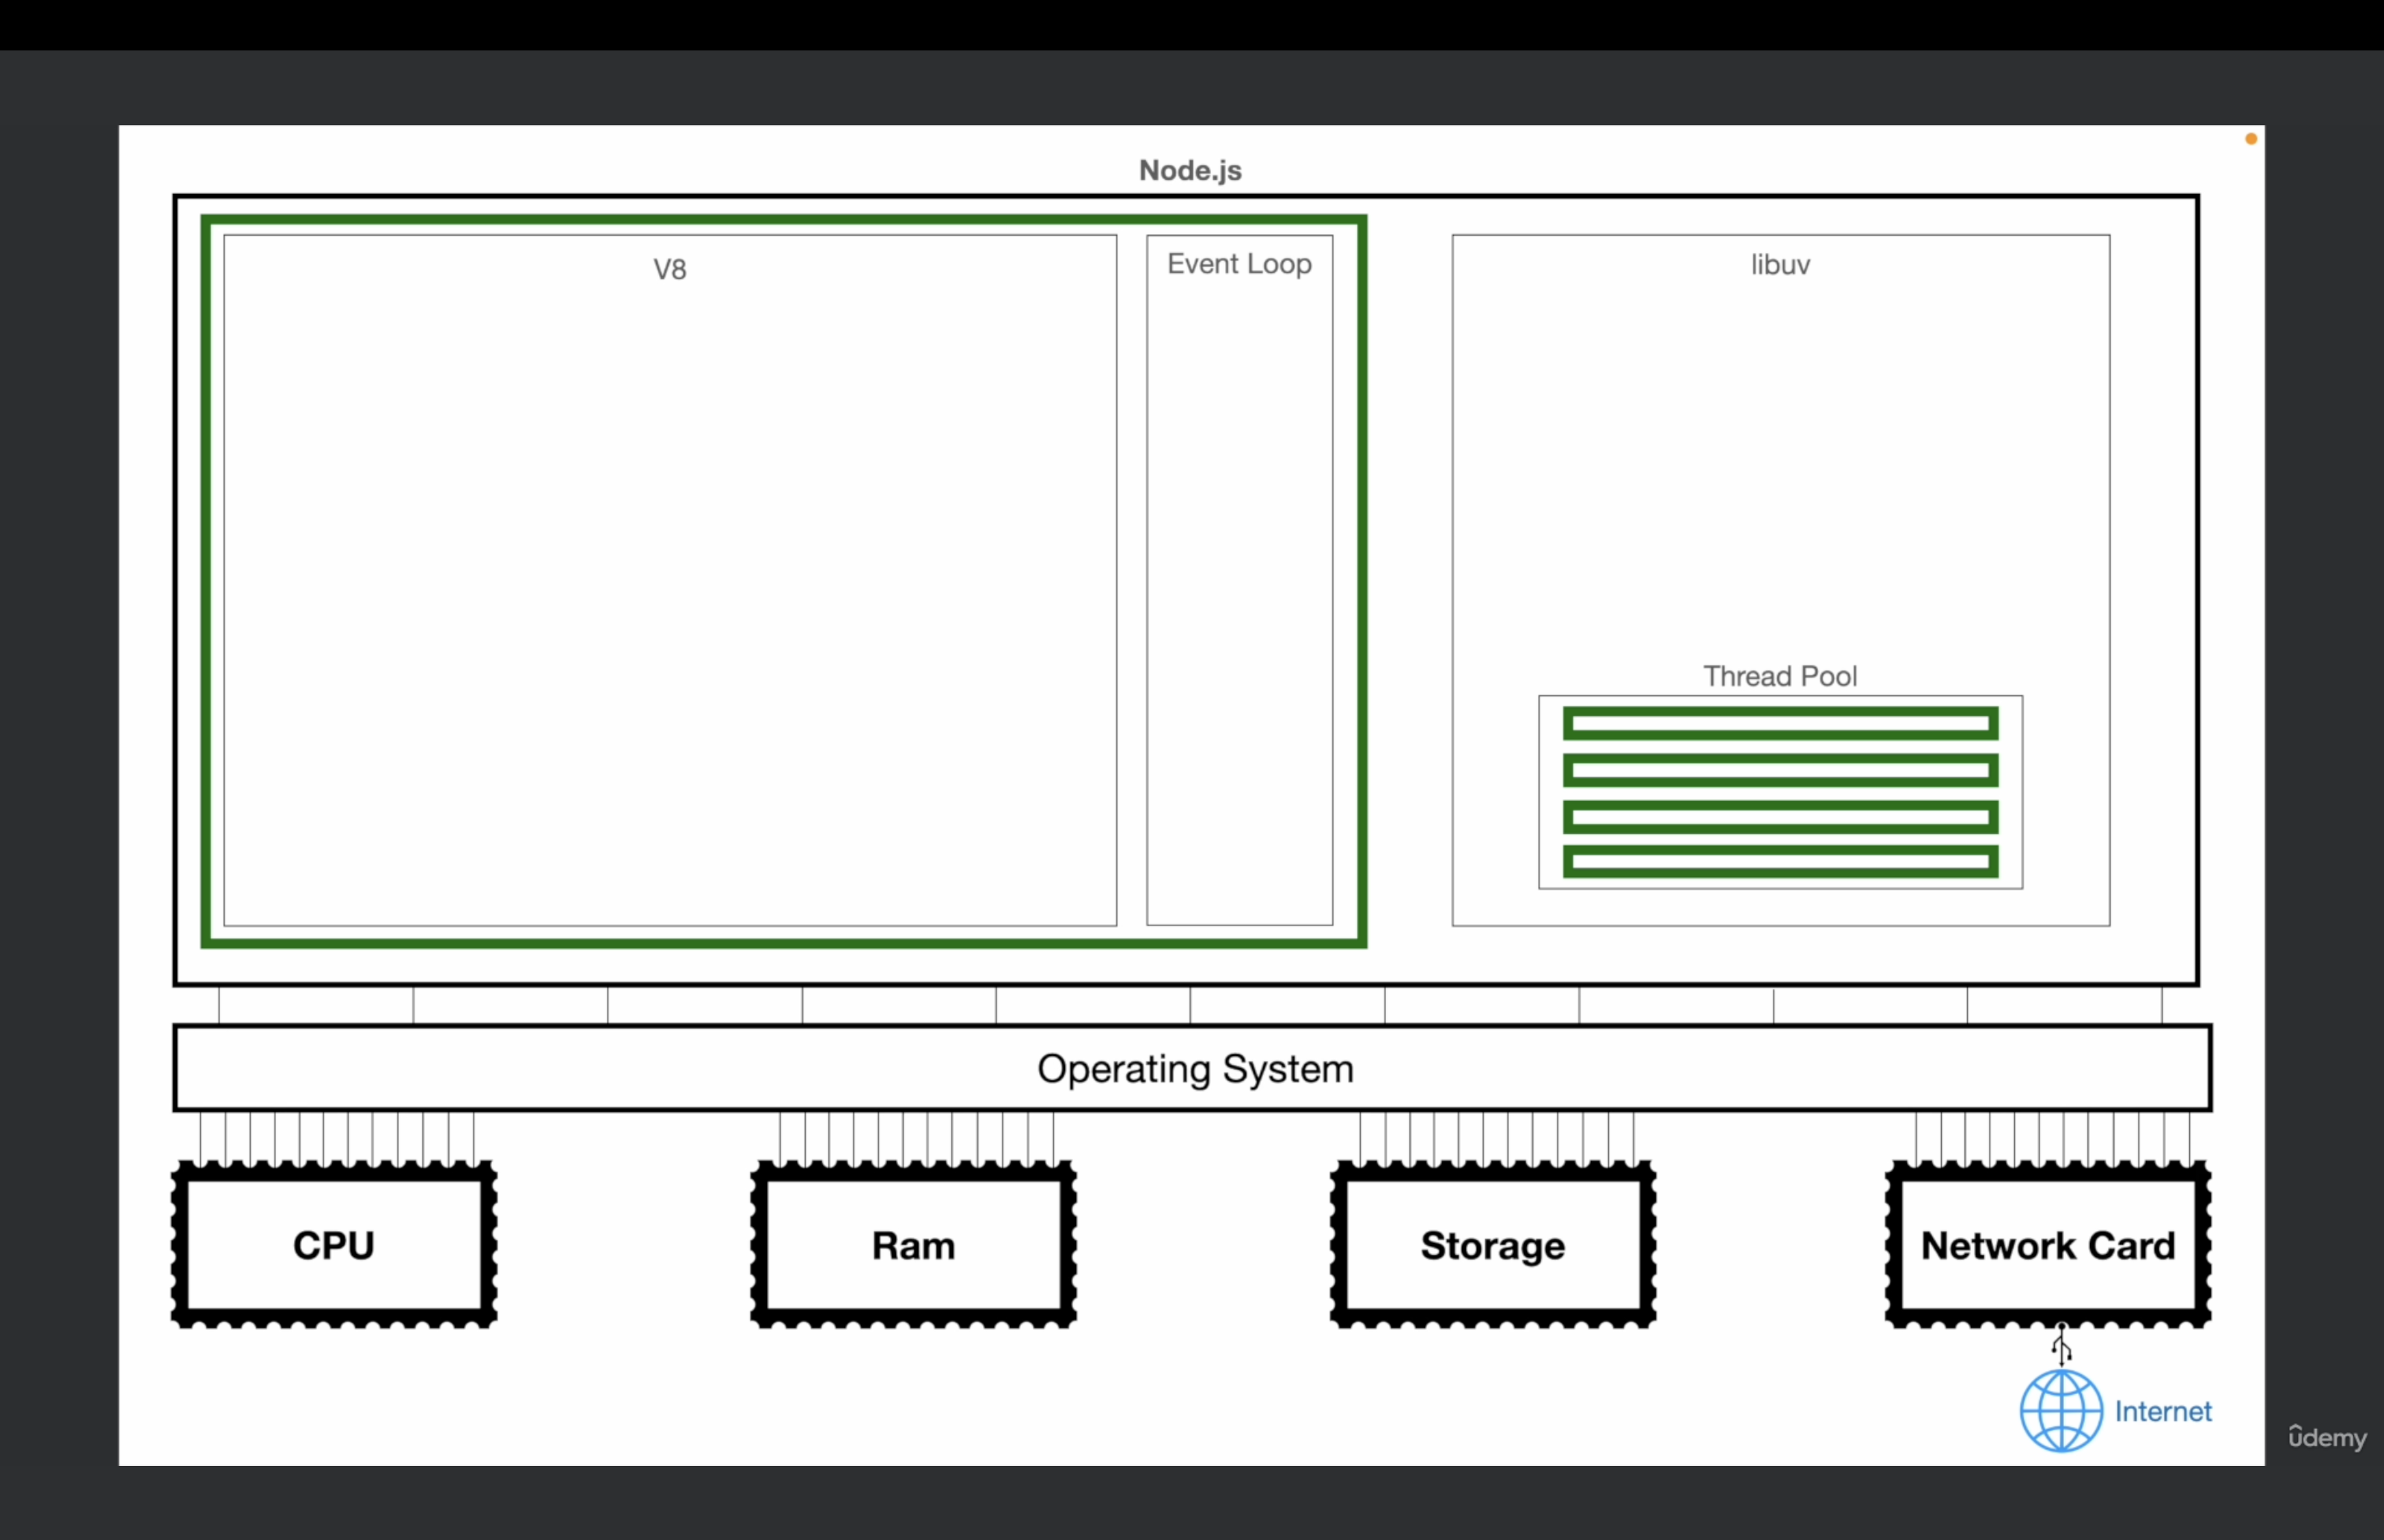 Node.js
V8
Event Loop
libuv
Thread Pool
Operating System
CPU
Ram
Storage
Network Card
Internet
ûdemy